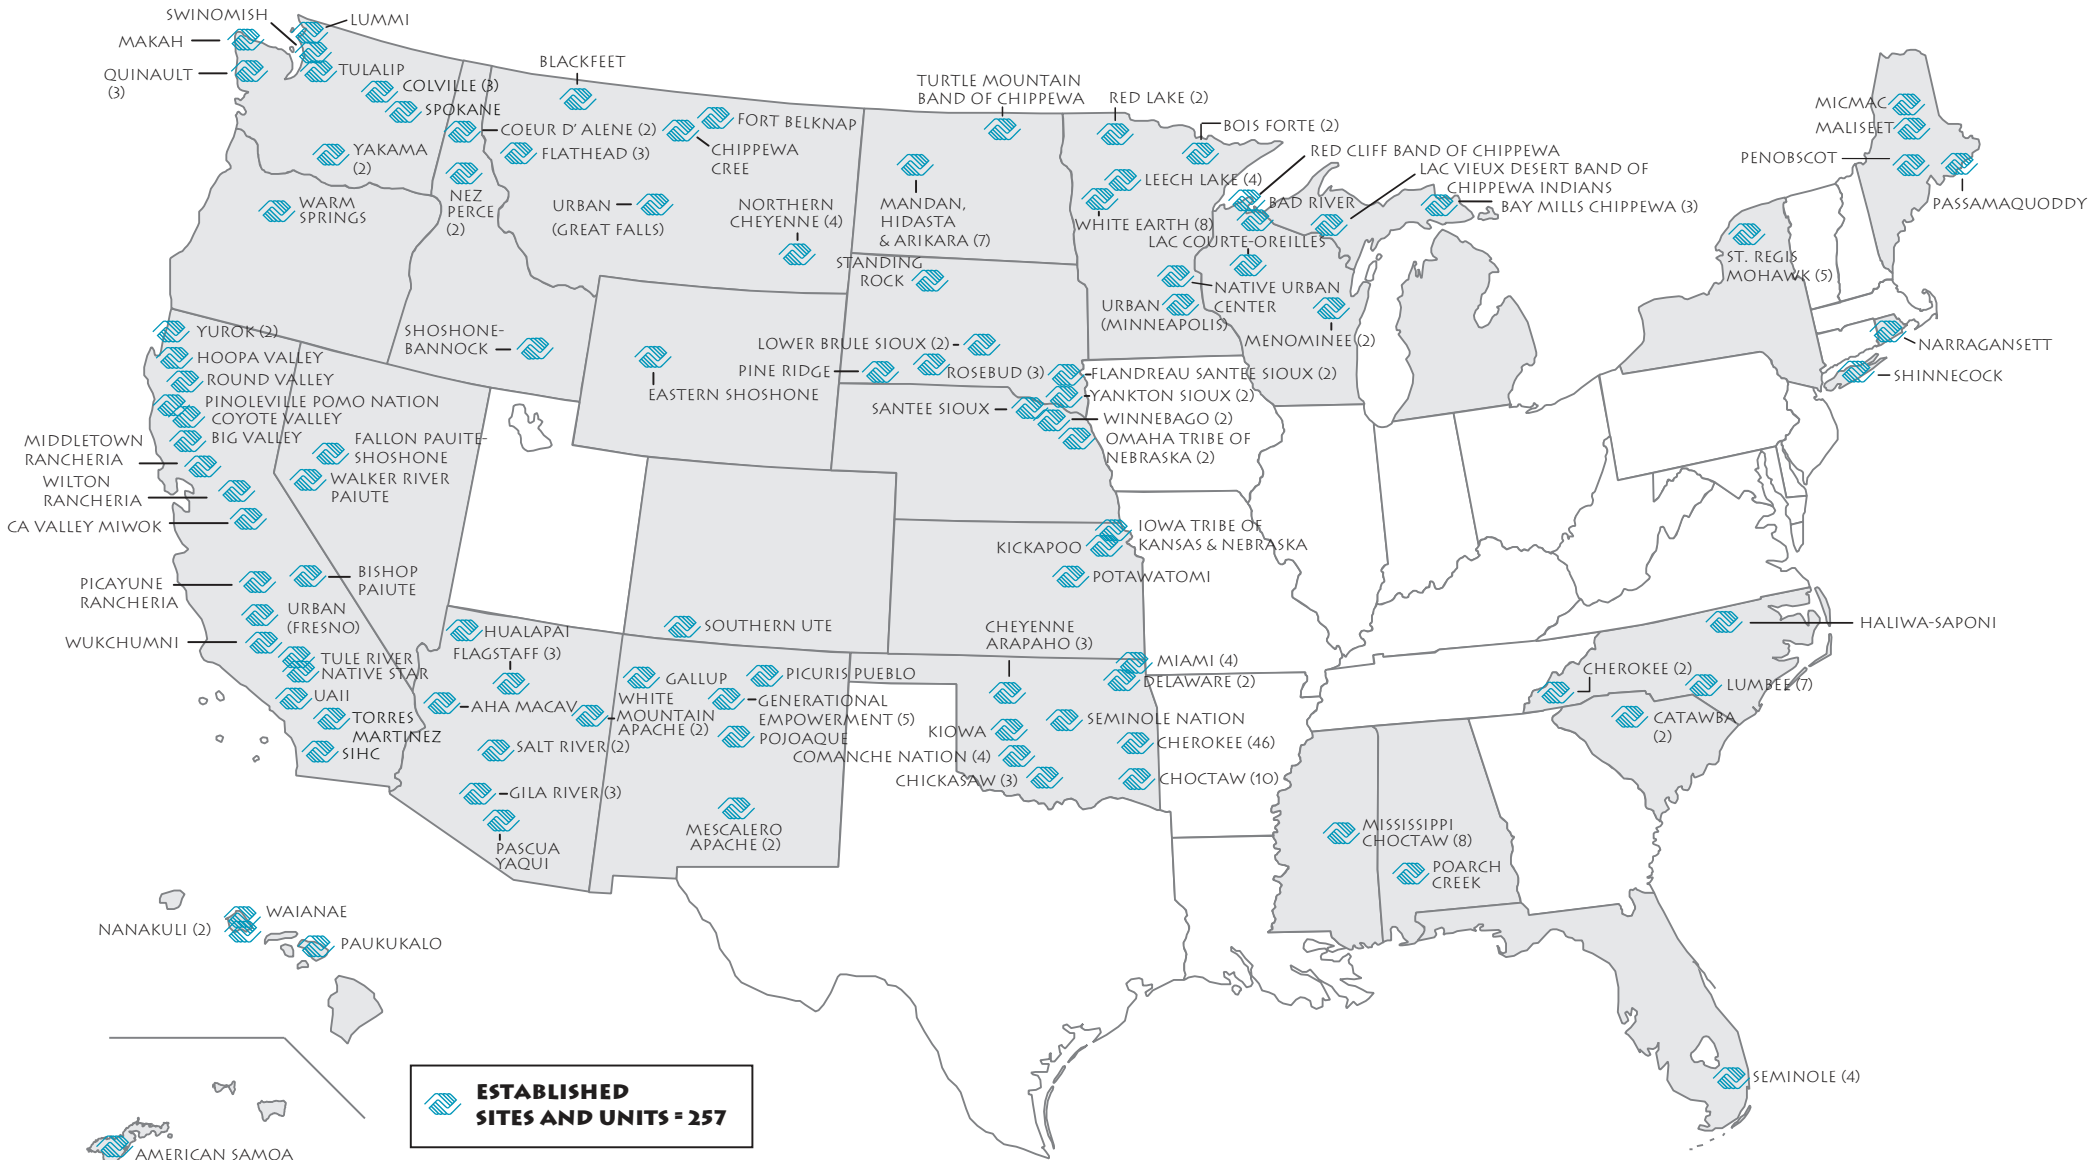 SWINOMISH
LUMMI
MAKAH
QUINAULT
(3)
TULALIP
COLVILLE (3)
SPOKANE
YAKAMA
(2)
WARM
SPRINGS
COEUR D' ALENE (2)
NEZ
PERCE
(2)
BLACKFEET
FLATHEAD (3)
FORT BELKNAP
CHIPPEWA
CREE
URBAN
(GREAT FALLS)
NORTHERN
CHEYENNE (4)
TURTLE MOUNTAIN
BAND OF CHIPPEWA
MANDAN,
HIDASTA
& ARIKARA (7)
STANDING
ROCK
RED LAKE (2)
BOIS FORTE (2)
LEECH LAKE (4)
WHITE EARTH (8)
RED CLIFF BAND OF CHIPPEWA
BAD RIVER
LAC VIEUX DESERT BAND OF
CHIPPEWA INDIANS
BAY MILLS CHIPPEWA (3)
LAC COURTE-OREILLES
NATIVE URBAN
CENTER
URBAN
(MINNEAPOLIS)
MENOMINEE (2)
MICMAC
MALISEET
PENOBSCOT
PASSAMAQUODDY
ST. REGIS
MOHAWK (5)
NARRAGANSETT
SHINNECOCK
YUROK (2)
HOOPA VALLEY
ROUND VALLEY
PINOLEVILLE POMO NATION
COYOTE VALLEY
BIG VALLEY
MIDDLETOWN
RANCHERIA
WILTON
RANCHERIA
CA VALLEY MIWOK
FALLON PAUITE-
SHOSHONE
WALKER RIVER
PAIUTE
SHOSHONE-
BANNOCK
EASTERN SHOSHONE
LOWER BRULE SIOUX (2)
PINE RIDGE
ROSEBUD (3)
FLANDREAU SANTEE SIOUX (2)
YANKTON SIOUX (2)
SANTEE SIOUX
WINNEBAGO (2)
OMAHA TRIBE OF
NEBRASKA (2)
IOWA TRIBE OF
KANSAS & NEBRASKA
KICKAPOO
POTAWATOMI
PICAYUNE
RANCHERIA
BISHOP
PAIUTE
URBAN
(FRESNO)
WUKCHUMNI
TULE RIVER
NATIVE STAR
UAII
TORRES
MARTINEZ
SIHC
HUALAPAI
FLAGSTAFF (3)
AHA MACAV
WHITE
MOUNTAIN
APACHE (2)
SALT RIVER (2)
GILA RIVER (3)
PASCUA
YAQUI
SOUTHERN UTE
GALLUP
PICURIS PUEBLO
GENERATIONAL
EMPOWERMENT (5)
POJOAQUE
MESCALERO
APACHE (2)
CHEYENNE
ARAPAHO (3)
MIAMI (4)
DELAWARE (2)
SEMINOLE NATION
KIOWA
CHEROKEE (46)
COMANCHE NATION (4)
CHICKASAW (3)
CHOCTAW (10)
HALIWA-SAPONI
CHEROKEE (2)
LUMBEE (7)
CATAWBA
(2)
MISSISSIPPI
CHOCTAW (8)
POARCH
CREEK
SEMINOLE (4)
WAIANAE
NANAKULI (2)
PAUKUKALO
AMERICAN SAMOA
ESTABLISHED
SITES AND UNITS = 257